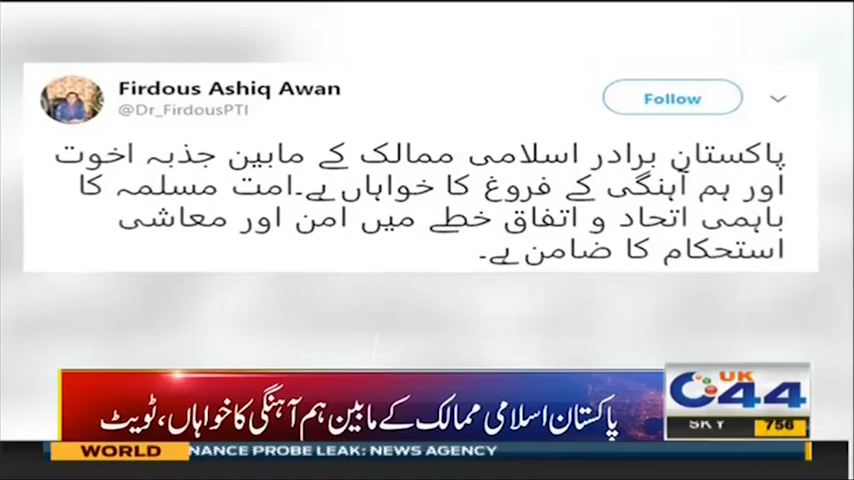 Firdous Ashiq Awan
@Dr_FirdousPTI
Follow
پاکستان برادر اسلامی ممالک کے مابین جذبہ اخوت
اور ہم آہنگی کے فروغ کا خواہاں ہے۔امت مسلمہ کا
باہمی اتحاد و اتفاق خطے میں امن اور معاشی
استحکام کا ضامن ہے۔
پاکستان اسلامی ممالک کے مابین ہم آہنگی کا خواہاں، ٹویٹ
UK
C44
SKY 756
WORLD
NANCE PROBE LEAK: NEWS AGENCY